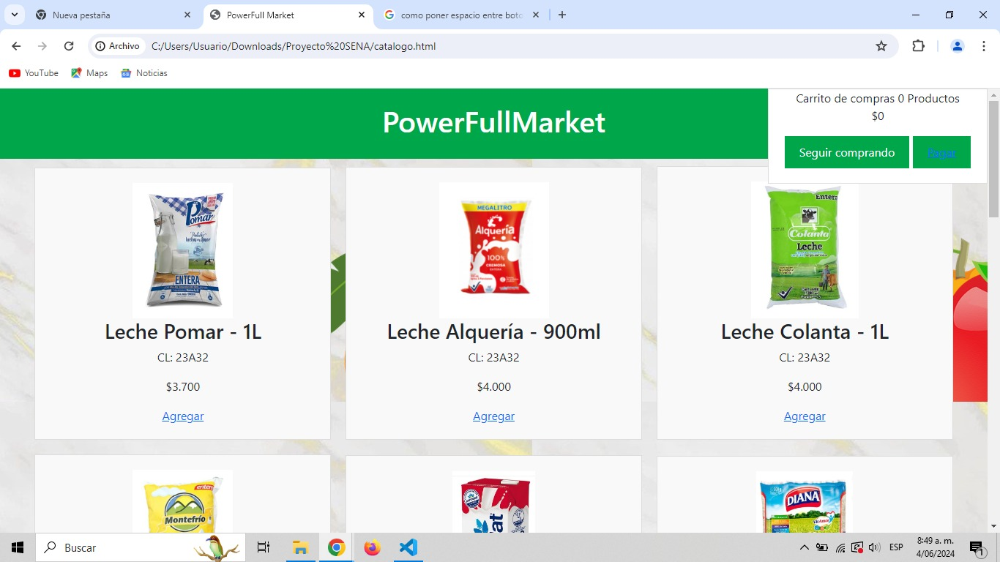 Nueva pestaña
PowerFull Market
como poner espacio entre boto
Archivo
C:/Users/Usuario/Downloads/Proyecto%20SENA/catalogo.html
YouTube
Maps
Noticias
PowerFullMarket
Carrito de compras 0 Productos
$0
Seguir comprando
Pagar
Pomar
ENTERA
MEGALITRO
Alquería
100%
CREMOSA
ENTERA
Entera
Colanta
Leche
Leche Pomar - 1L
CL: 23A32
$3.700
Agregar
Leche Alquería - 900ml
CL: 23A32
$4.000
Agregar
Leche Colanta - 1L
CL: 23A32
$4.000
Agregar
entera
Montefrío
DIANA
Buscar
ESP
8:49 a. m.
4/06/2024
1